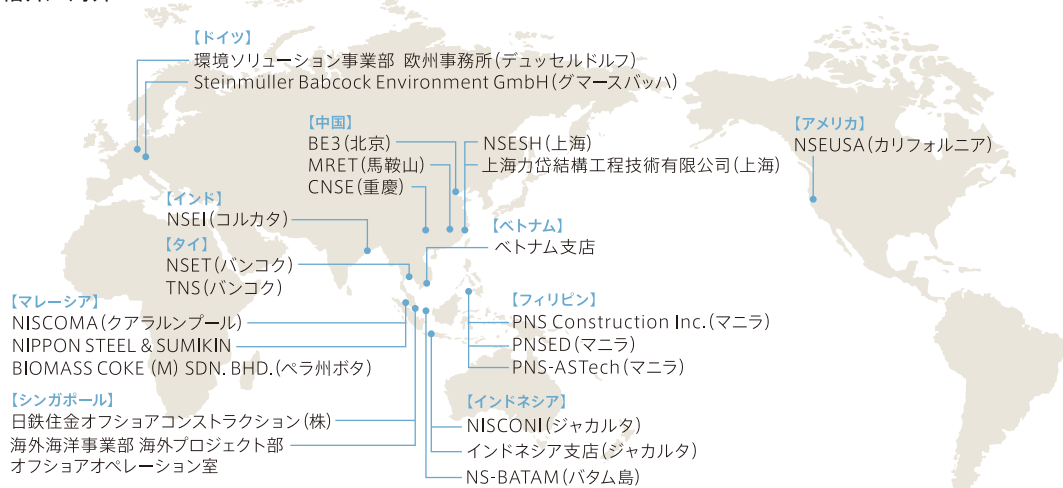 【ドイツ】
環境ソリューション事業部 欧州事務所(デュッセルドルフ)
Steinmüller Babcock Environment GmbH(グマースバッハ)
【中国】
BE3(北京)
MRET(馬鞍山)
CNSE(重慶)
NSESH(上海)
上海力岱結構工程技術有限公司(上海)
【アメリカ】
NSEUSA(カリフォルニア)
【インド】
NSEI(コルカタ)
【タイ】
NSET(バンコク)
TNS(バンコク)
【ベトナム】
ベトナム支店
【マレーシア】
NISCOMA(クアラルンプール)
NIPPON STEEL & SUMIKIN
BIOMASS COKE (M) SDN. BHD.(ペラ州ボタ)
【フィリピン】
PNS Construction Inc.(マニラ)
PNSED(マニラ)
PNS-ASTech(マニラ)
【シンガポール】
日鉄住金オフショアコンストラクション(株)
海外海洋事業部 海外プロジェクト部
オフショアオペレーション室
【インドネシア】
NISCONI(ジャカルタ)
インドネシア支店(ジャカルタ)
NS-BATAM(バタム島)